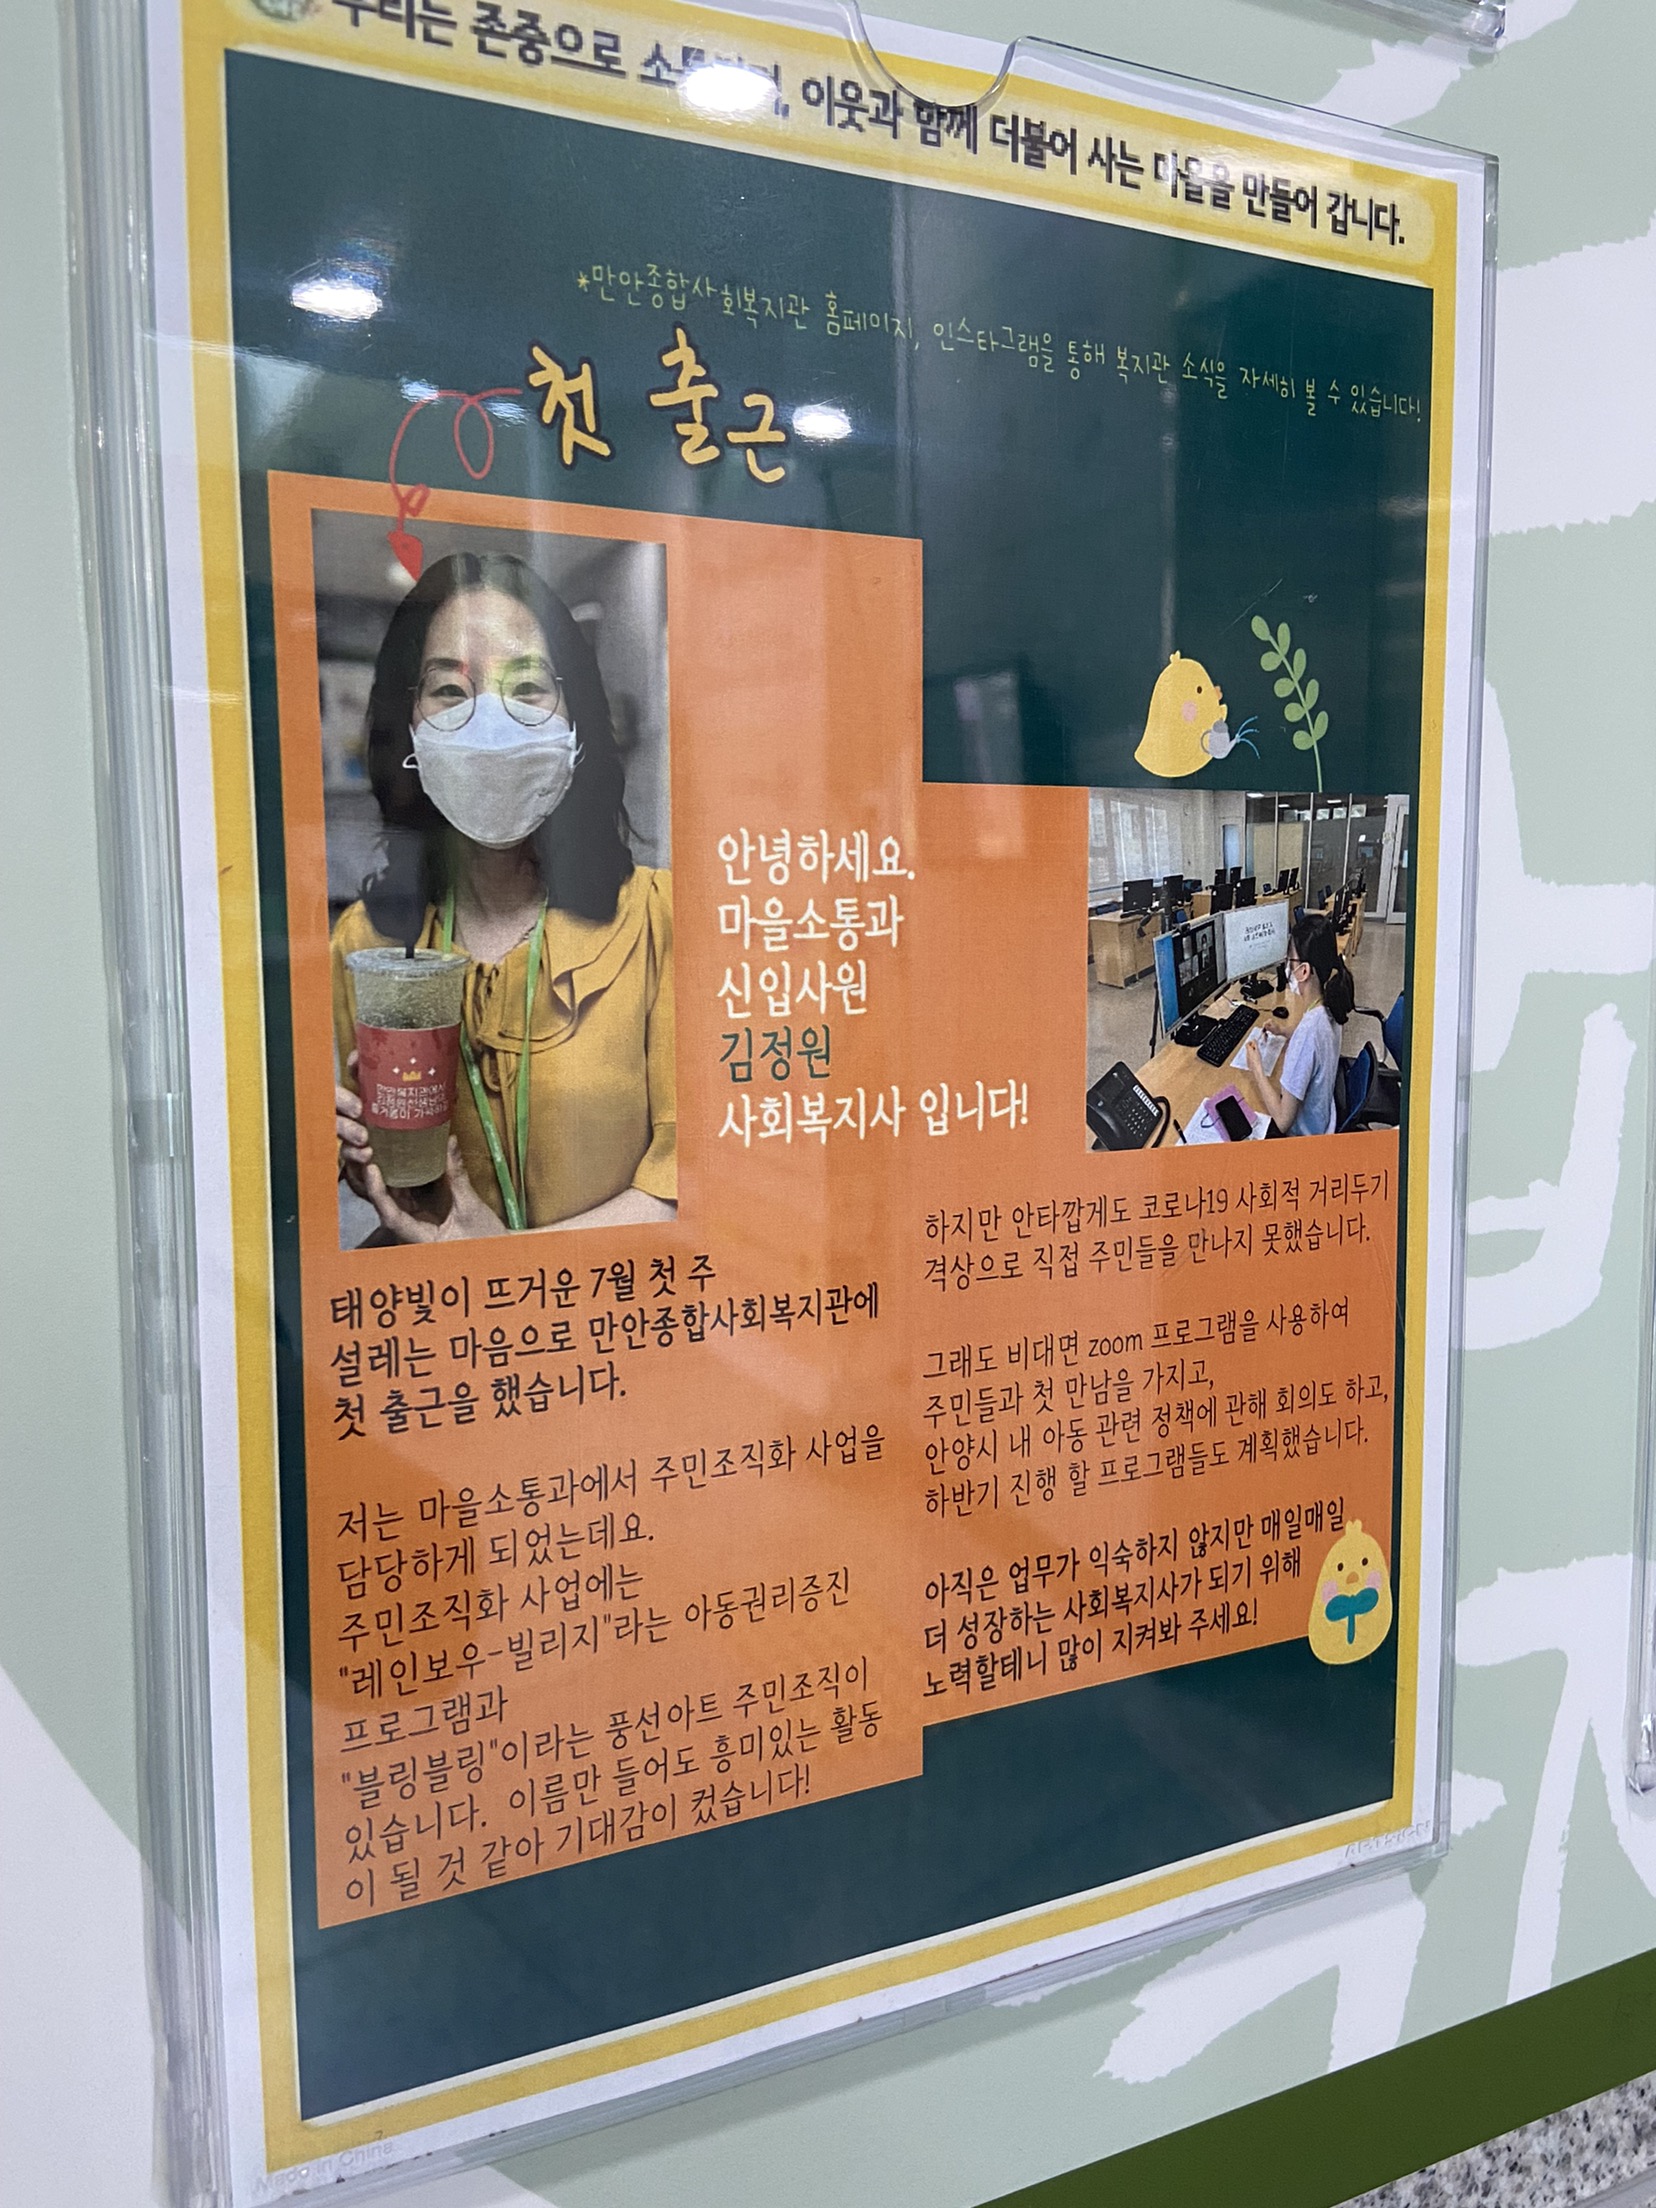 우리는 존중으로 소통하며, 이웃과 함께 더불어 사는 마을을 만들어 갑니다.
*만안종합사회복지관 홈페이지, 인스타그램을 통해 복지관 소식을 자세히 볼 수 있습니다!
첫 출근
안녕하세요.
마을소통과
신입사원
김정원
사회복지사 입니다!
태양빛이 뜨거운 7월 첫 주
설레는 마음으로 만안종합사회복지관에
첫 출근을 했습니다.
저는 마을소통과에서 주민조직화 사업을
담당하게 되었는데요.
주민조직화 사업에는
"레인보우-빌리지"라는 아동권리증진
프로그램과
"블링블링"이라는 풍선아트 주민조직이
있습니다. 이름만 들어도 흥미있는 활동
이 될 것 같아 기대감이 컸습니다!
하지만 안타깝게도 코로나19 사회적 거리두기
격상으로 직접 주민들을 만나지 못했습니다.
그래도 비대면 zoom 프로그램을 사용하여
주민들과 첫 만남을 가지고,
안양시 내 아동 관련 정책에 관해 회의도 하고,
하반기 진행 할 프로그램들도 계획했습니다.
아직은 업무가 익숙하지 않지만 매일매일
더 성장하는 사회복지사가 되기 위해
노력할테니 많이 지켜봐 주세요!
Made in China